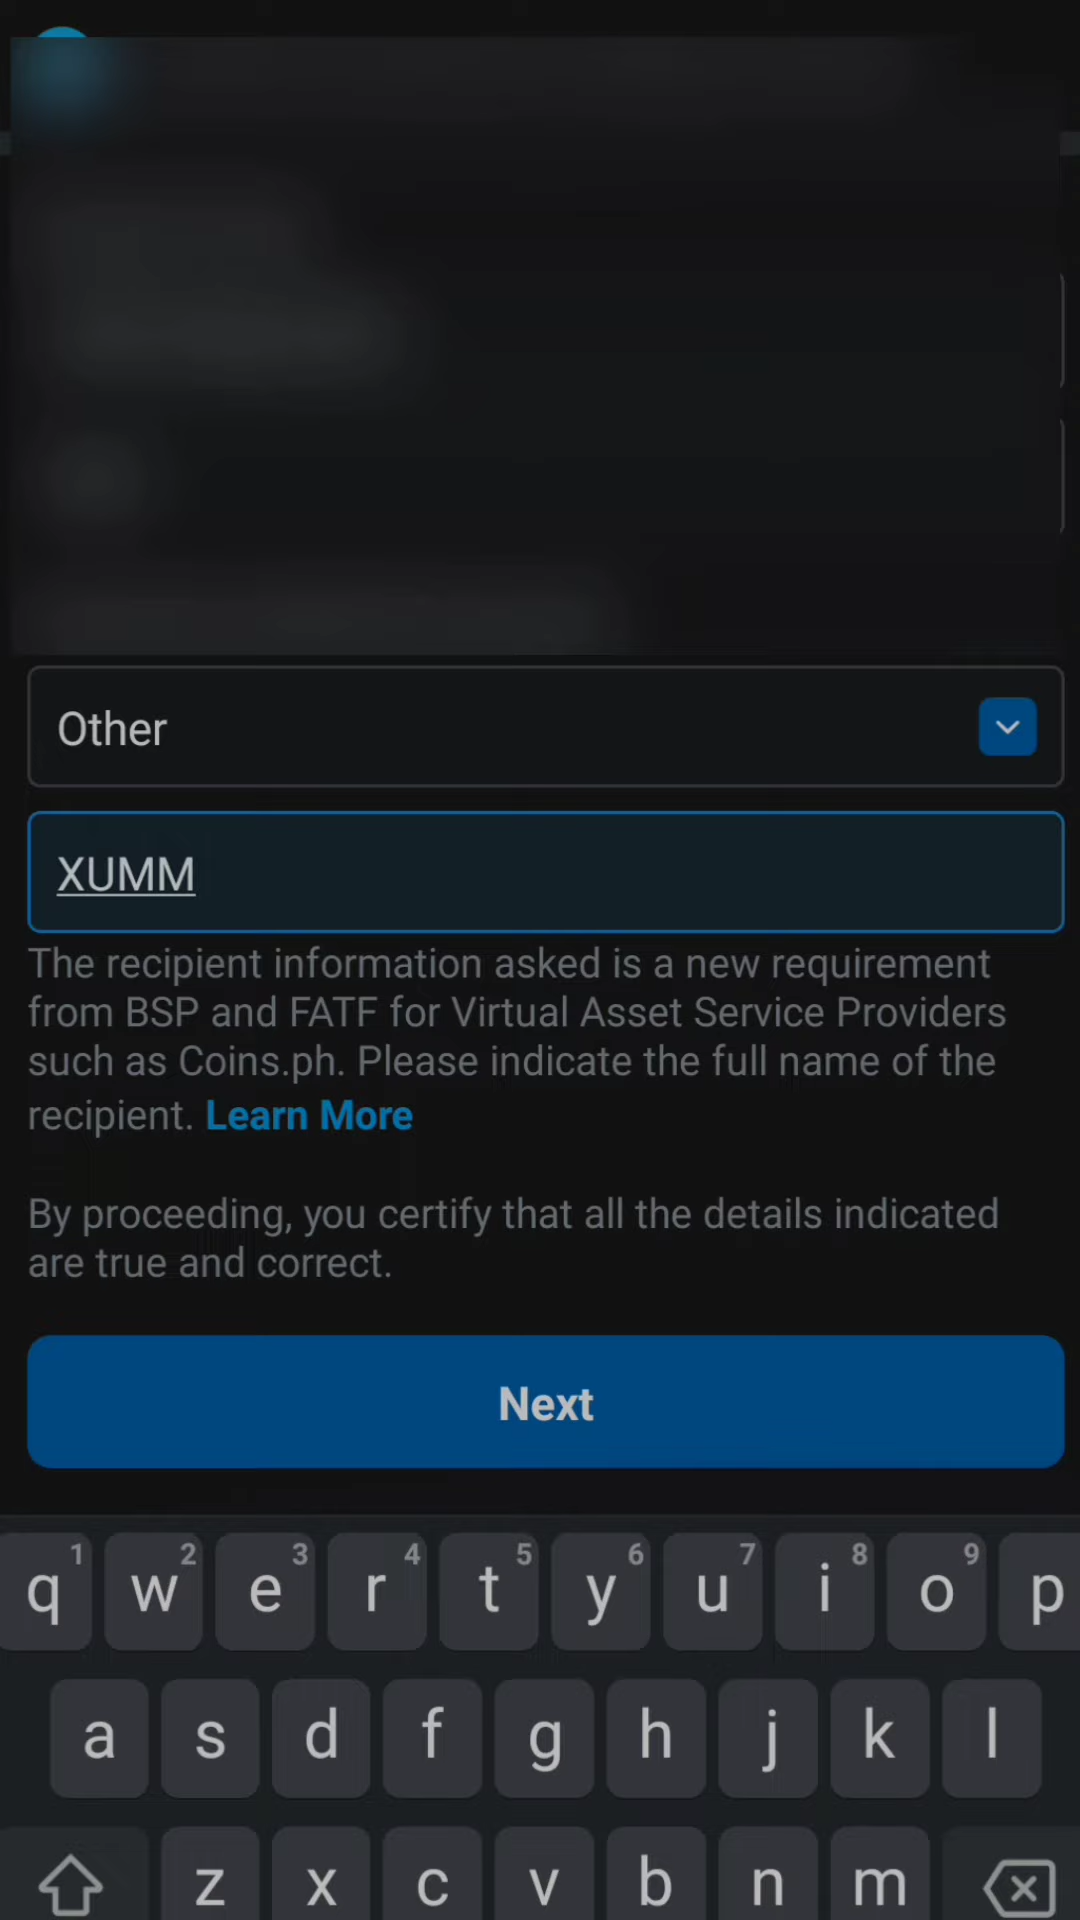 Other
XUMM
The recipient information asked is a new requirement
from BSP and FATF for Virtual Asset Service Providers
such as Coins.ph. Please indicate the full name of the
recipient. Learn More
By proceeding, you certify that all the details indicated
are true and correct.
Next
1 2 3 4 5 6 7 8 9
q w e r t y u i o p
a s d f g h j k l
z x c v b n m